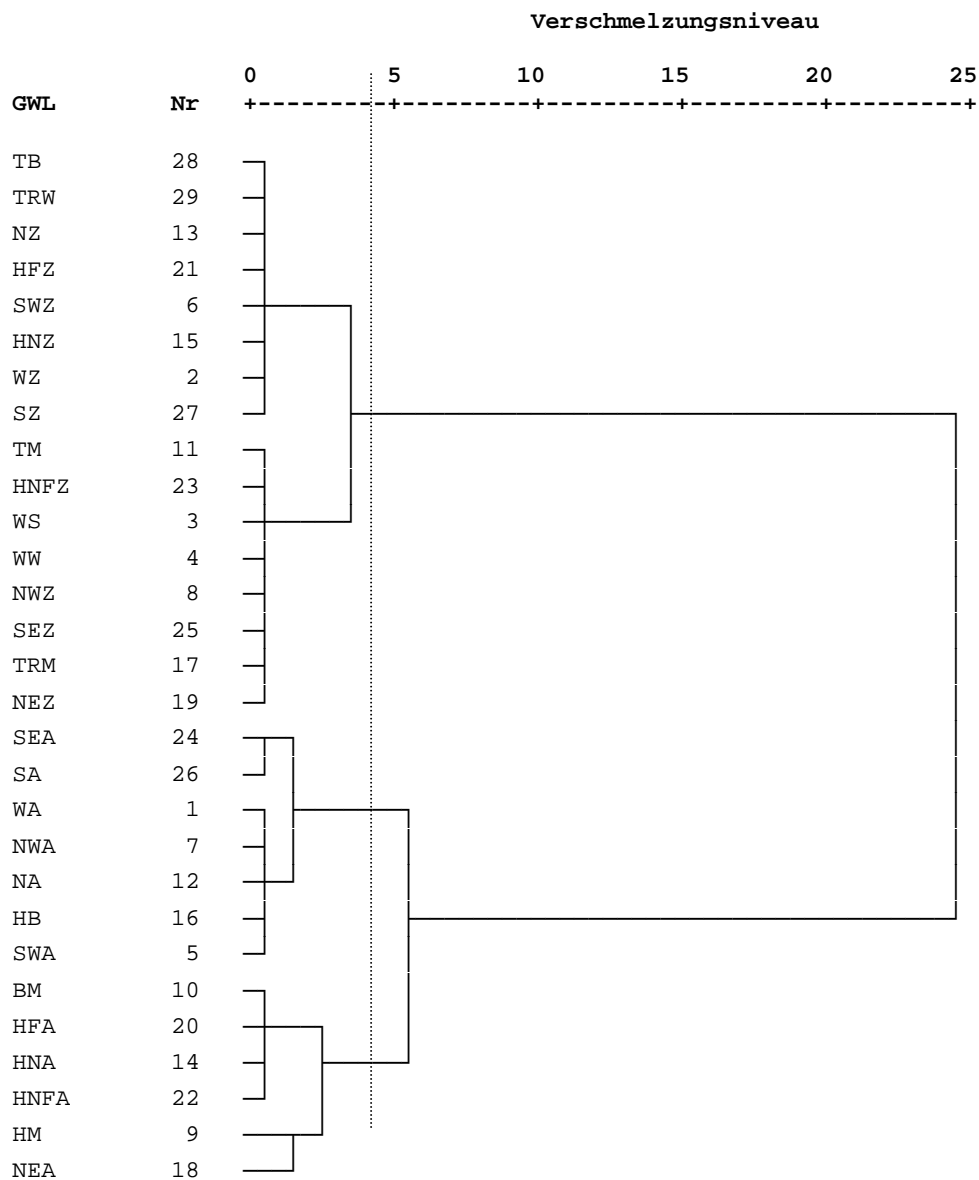 Verschmelzungsniveau
0 5 10 15 20 25
GWL Nr +---------+---------+---------+---------+---------+
TB 28
TRW 29
NZ 13
HFZ 21
SWZ 6
HNZ 15
WZ 2
SZ 27
TM 11
HNFZ 23
WS 3
WW 4
NWZ 8
SEZ 25
TRM 17
NEZ 19
SEA 24
SA 26
WA 1
NWA 7
NA 12
HB 16
SWA 5
BM 10
HFA 20
HNA 14
HNFA 22
HM 9
NEA 18